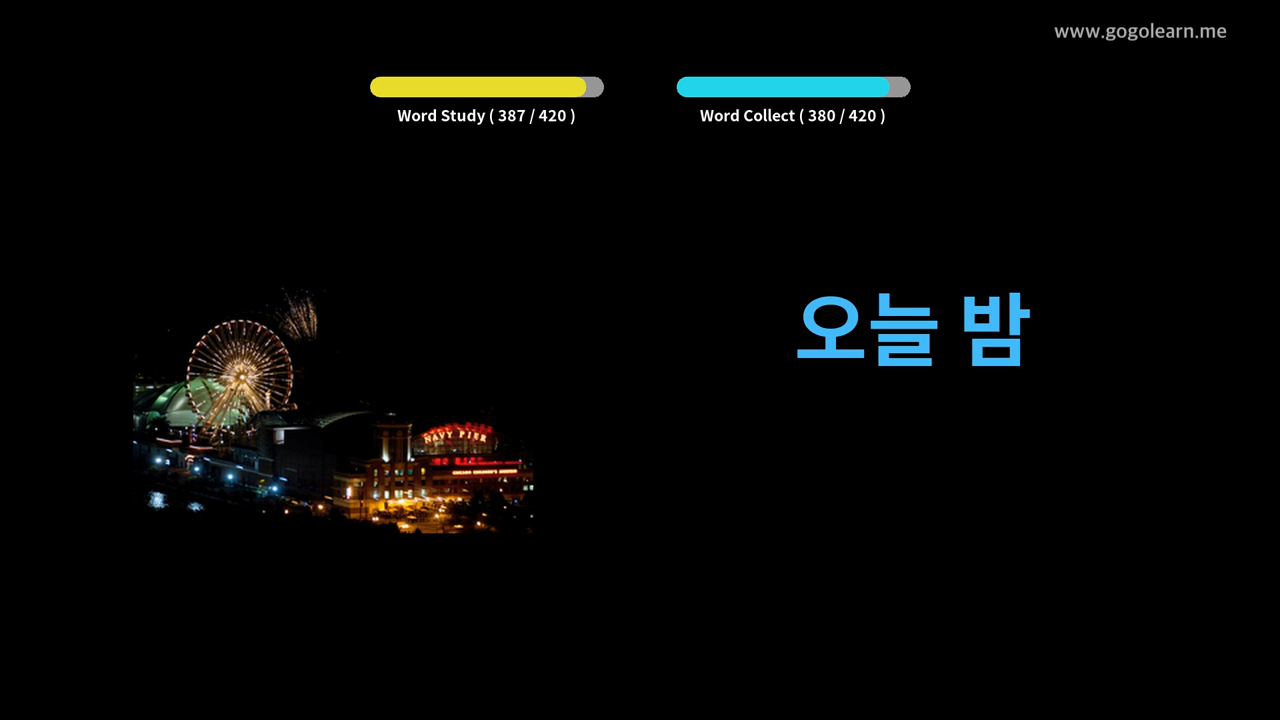 www.gogolearn.me
Word Study ( 387 / 420 )
Word Collect ( 380 / 420 )
오늘 밤
NAVY PIER